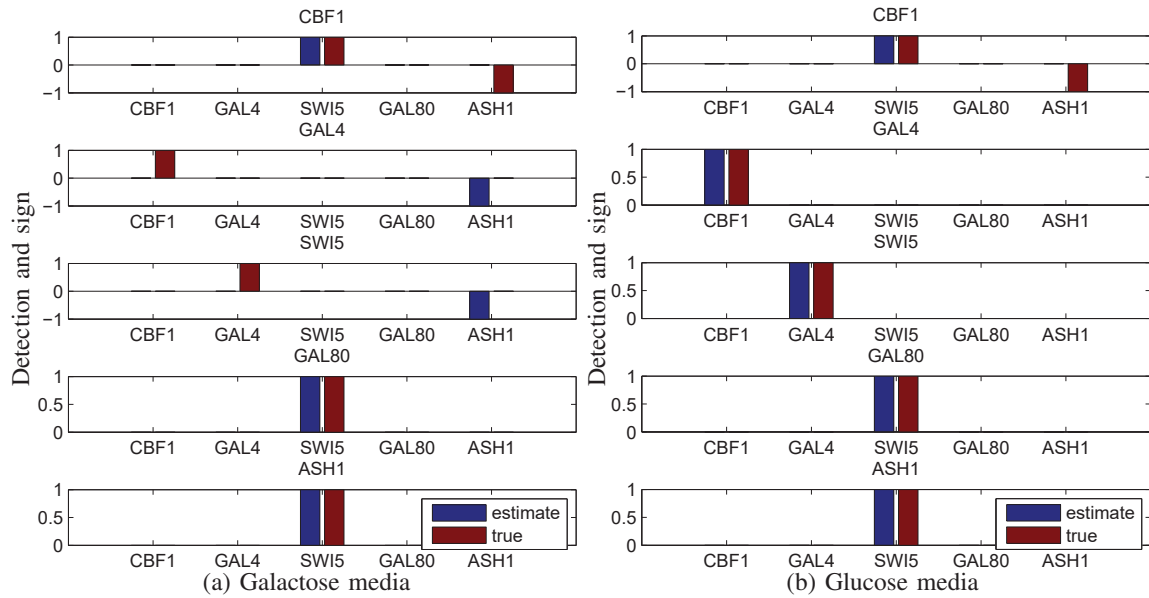 Detection and sign
CBF1
1
0
−1
CBF1 GAL4 SWI5 GAL80 ASH1
GAL4
1
0
−1
CBF1 GAL4 SWI5 GAL80 ASH1
SWI5
1
0
−1
CBF1 GAL4 SWI5 GAL80 ASH1
GAL80
1
0.5
0
CBF1 GAL4 SWI5 GAL80 ASH1
ASH1
1
0.5
0
CBF1 GAL4 SWI5 GAL80 ASH1
estimate
true
(a) Galactose media
Detection and sign
CBF1
1
0
−1
CBF1 GAL4 SWI5 GAL80 ASH1
GAL4
1
0.5
0
CBF1 GAL4 SWI5 GAL80 ASH1
SWI5
1
0.5
0
CBF1 GAL4 SWI5 GAL80 ASH1
GAL80
1
0.5
0
CBF1 GAL4 SWI5 GAL80 ASH1
ASH1
1
0.5
0
CBF1 GAL4 SWI5 GAL80 ASH1
estimate
true
(b) Glucose media